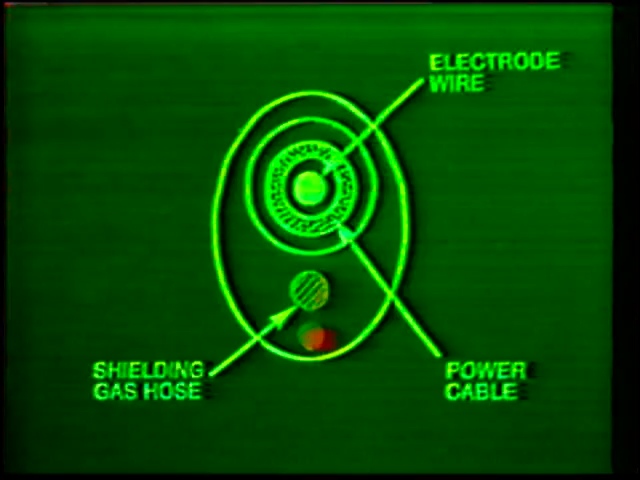 ELECTRODE
WIRE
SHIELDING
GAS HOSE
POWER
CABLE